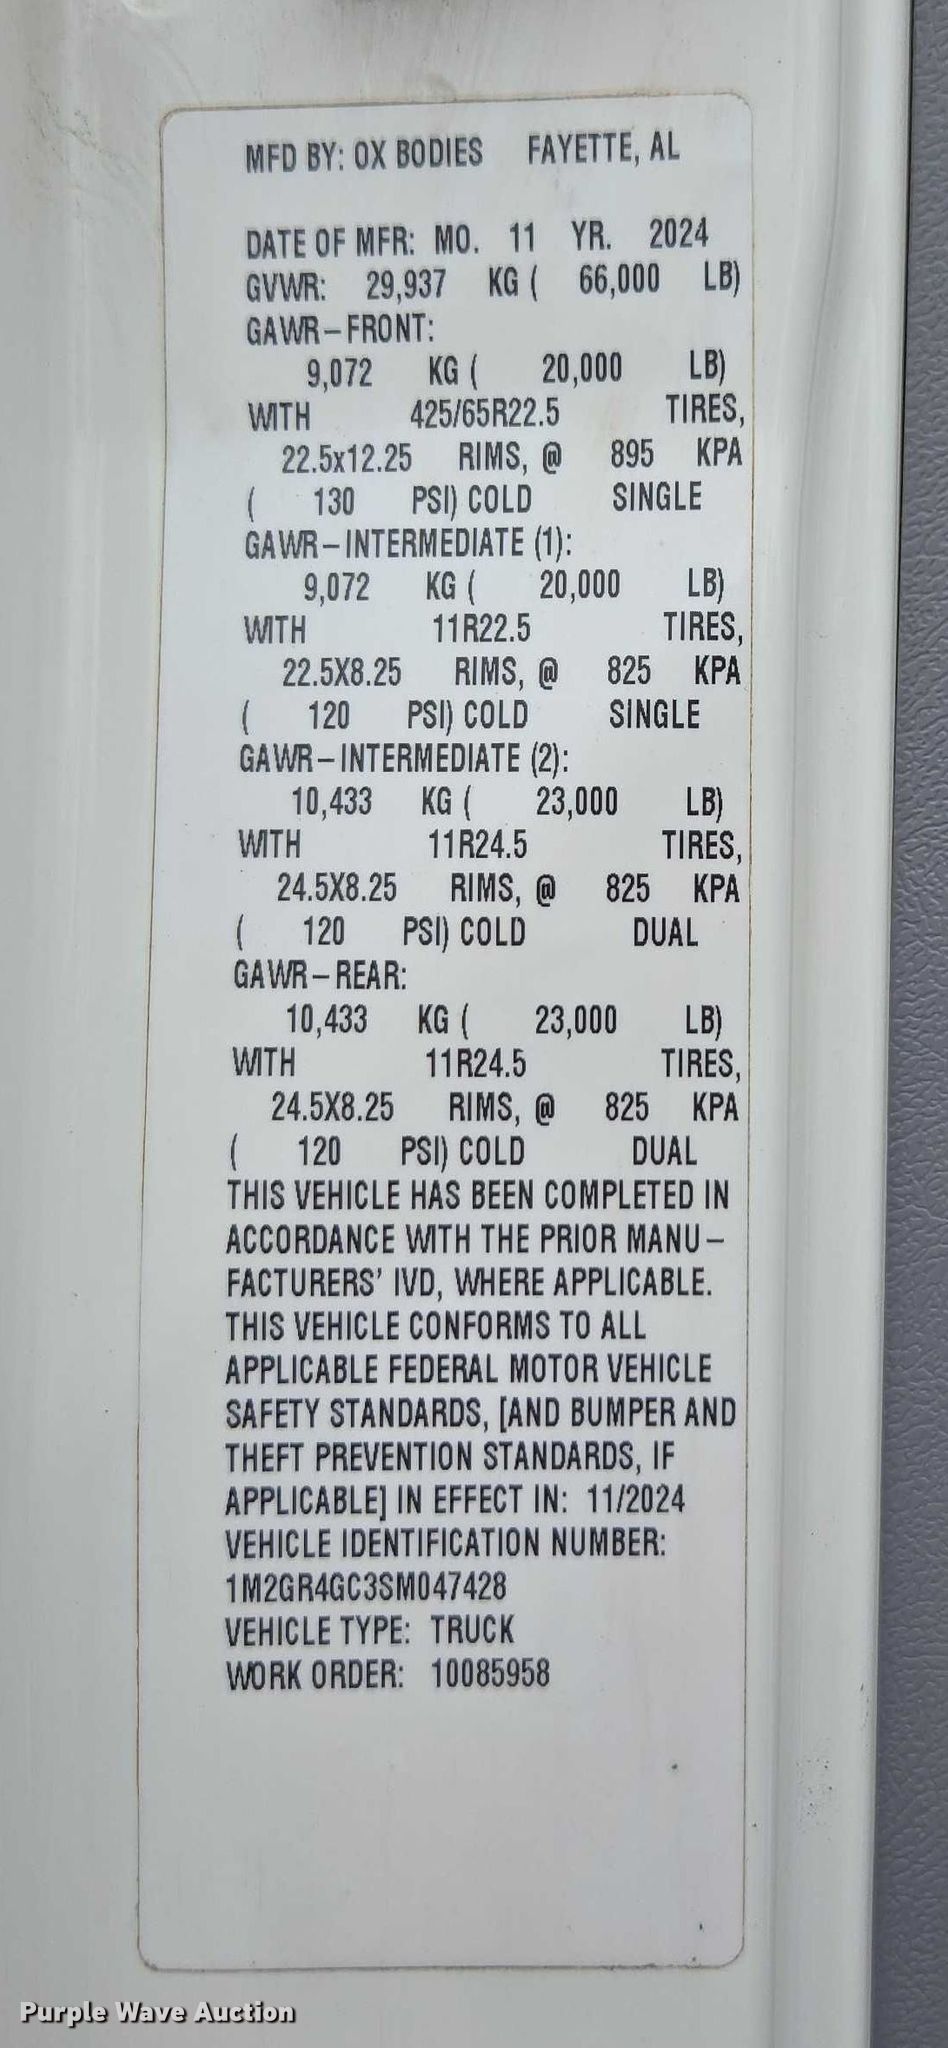 MFD BY: OX BODIES FAYETTE, AL
DATE OF MFR: MO. 11 YR. 2024
GVWR: 29,937 KG ( 66,000 LB)
GAWR-FRONT:
9,072 KG ( 20,000 LB)
WITH 425/65R22.5 TIRES,
22.5x12.25 RIMS, @ 895 KPA
( 130 PSI) COLD SINGLE
GAWR-INTERMEDIATE (1):
9,072 KG ( 20,000 LB)
WITH 11R22.5 TIRES,
22.5X8.25 RIMS, @ 825 KPA
( 120 PSI) COLD SINGLE
GAWR-INTERMEDIATE (2):
10,433 KG ( 23,000 LB)
WITH 11R24.5 TIRES,
24.5X8.25 RIMS, @ 825 KPA
( 120 PSI) COLD DUAL
GAWR-REAR:
10,433 KG ( 23,000 LB)
WITH 11R24.5 TIRES,
24.5X8.25 RIMS, @ 825 KPA
( 120 PSI) COLD DUAL
THIS VEHICLE HAS BEEN COMPLETED IN
ACCORDANCE WITH THE PRIOR MANU-
FACTURERS' IVD, WHERE APPLICABLE.
THIS VEHICLE CONFORMS TO ALL
APPLICABLE FEDERAL MOTOR VEHICLE
SAFETY STANDARDS, [AND BUMPER AND
THEFT PREVENTION STANDARDS, IF
APPLICABLE] IN EFFECT IN: 11/2024
VEHICLE IDENTIFICATION NUMBER:
1M2GR4GC3SM047428
VEHICLE TYPE: TRUCK
WORK ORDER: 10085958
Purple Wave Auction